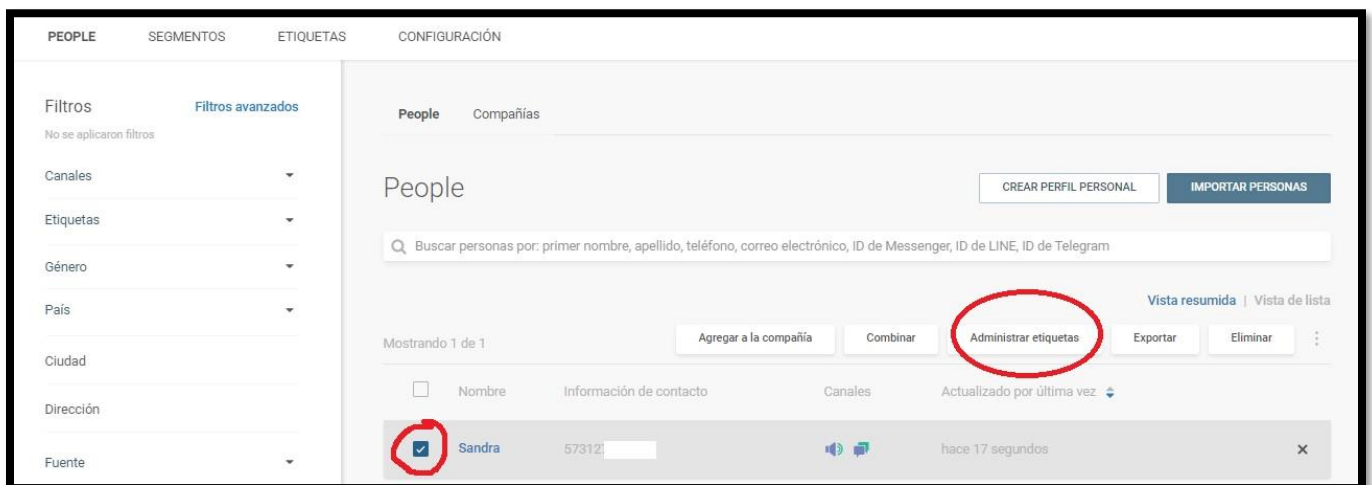 PEOPLE SEGMENTOS ETIQUETAS CONFIGURACIÓN
Filtros Filtros avanzados
No se aplicaron filtros
Canales
Etiquetas
Género
País
Ciudad
Dirección
Fuente
People Compañías
People CREAR PERFIL PERSONAL IMPORTAR PERSONAS
Buscar personas por: primer nombre, apellido, teléfono, correo electrónico, ID de Messenger, ID de LINE, ID de Telegram
Vista resumida | Vista de lista
Mostrando 1 de 1 Agregar a la compañía Combinar Administrar etiquetas Exportar Eliminar
Nombre Información de contacto Canales Actualizado por última vez
Sandra 57312 hace 17 segundos